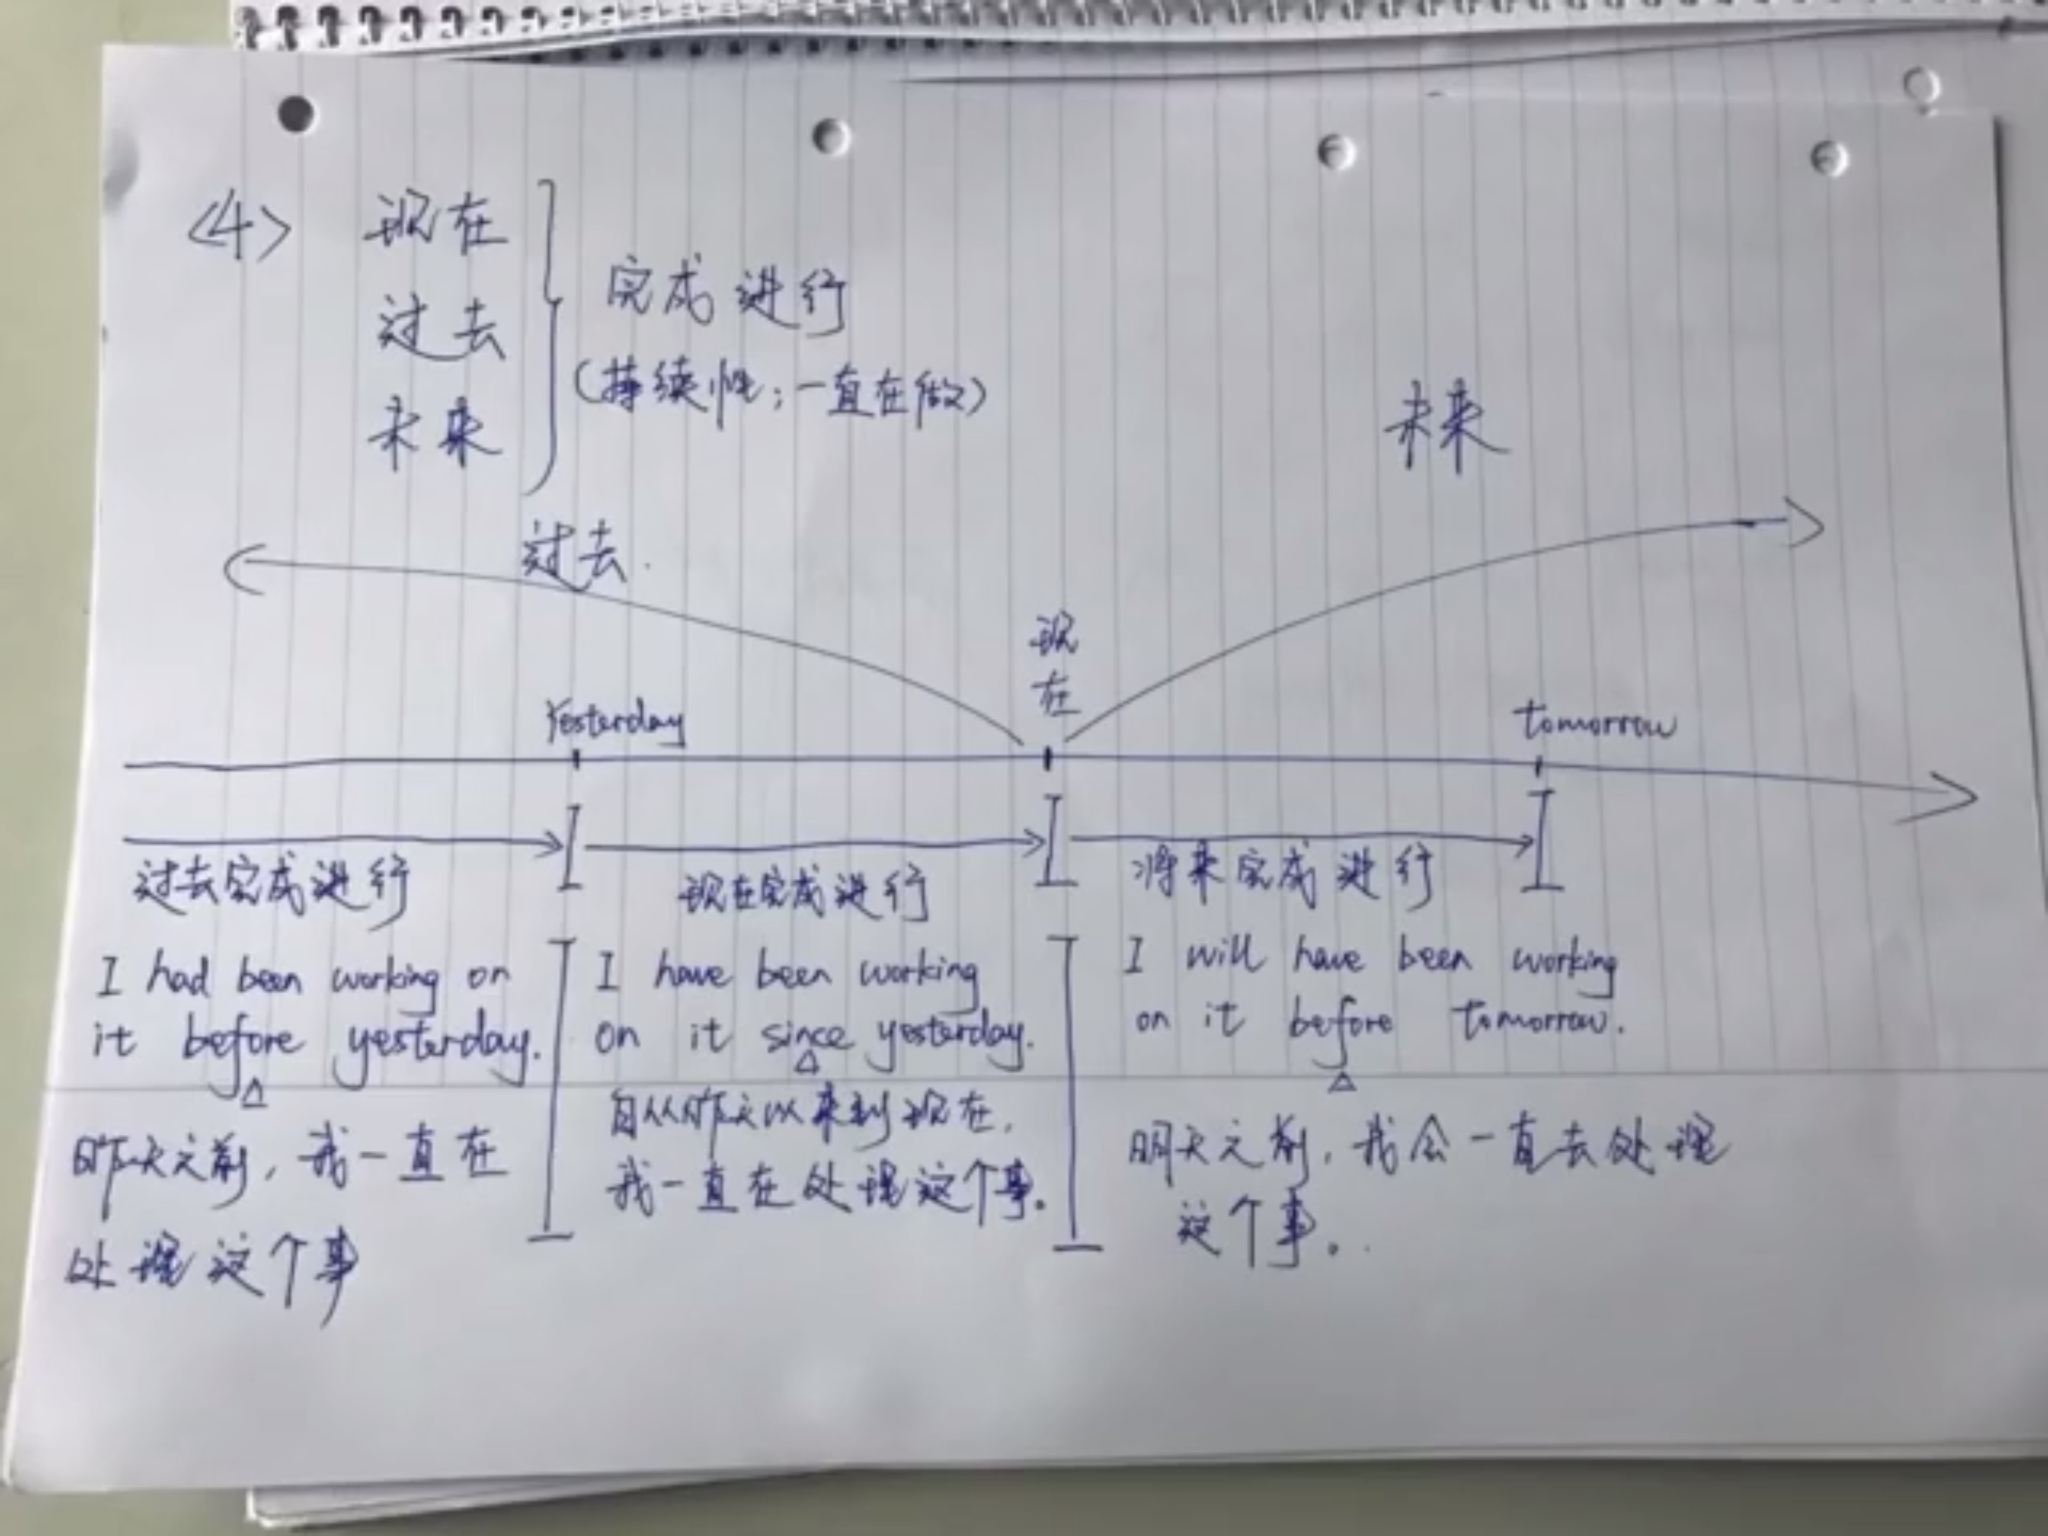 <4>
现在
过去
未来
完成进行
(持续性;一直在做)
未来
过去.
现
在
Yesterday
tomorrow
过去完成进行
现在完成进行
将来完成进行
I had been working on
it before yesterday.
昨天之前, 我一直在
处理这个事
I have been working
on it since yesterday.
自从昨天以来到现在,
我一直在处理这个事。
I will have been working
on it before tomorrow.
明天之前, 我会一直去处理
这个事。